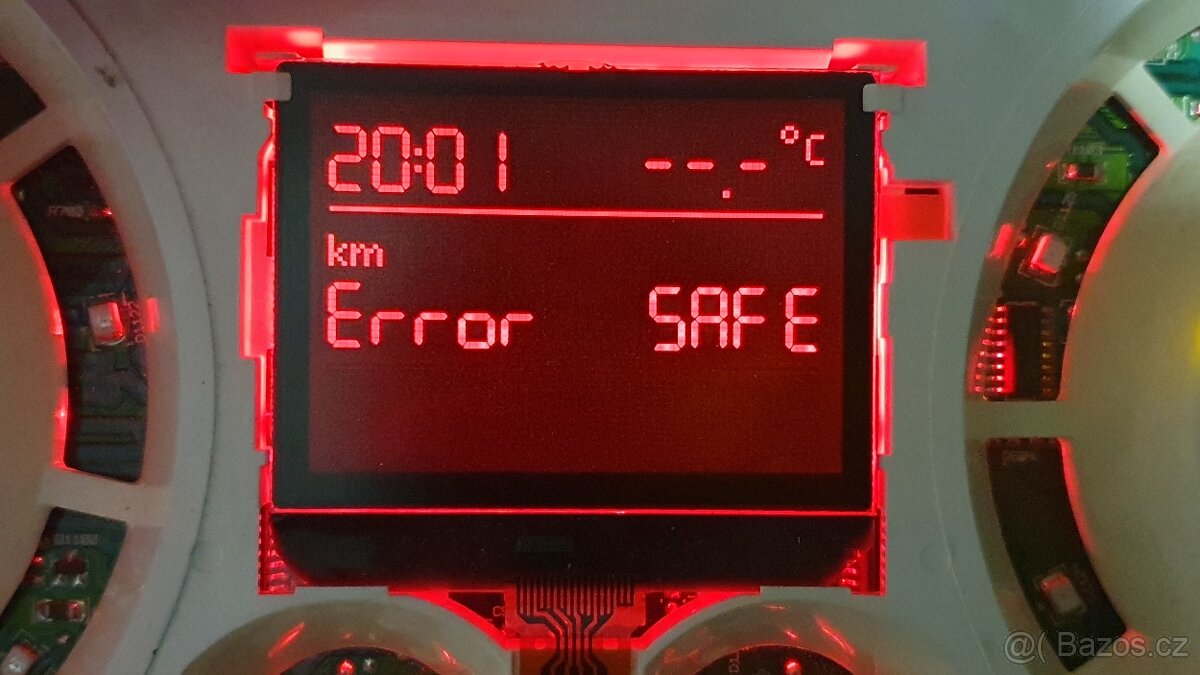 20:01 --.-°C
km
Error SAFE
@( Bazos.cz